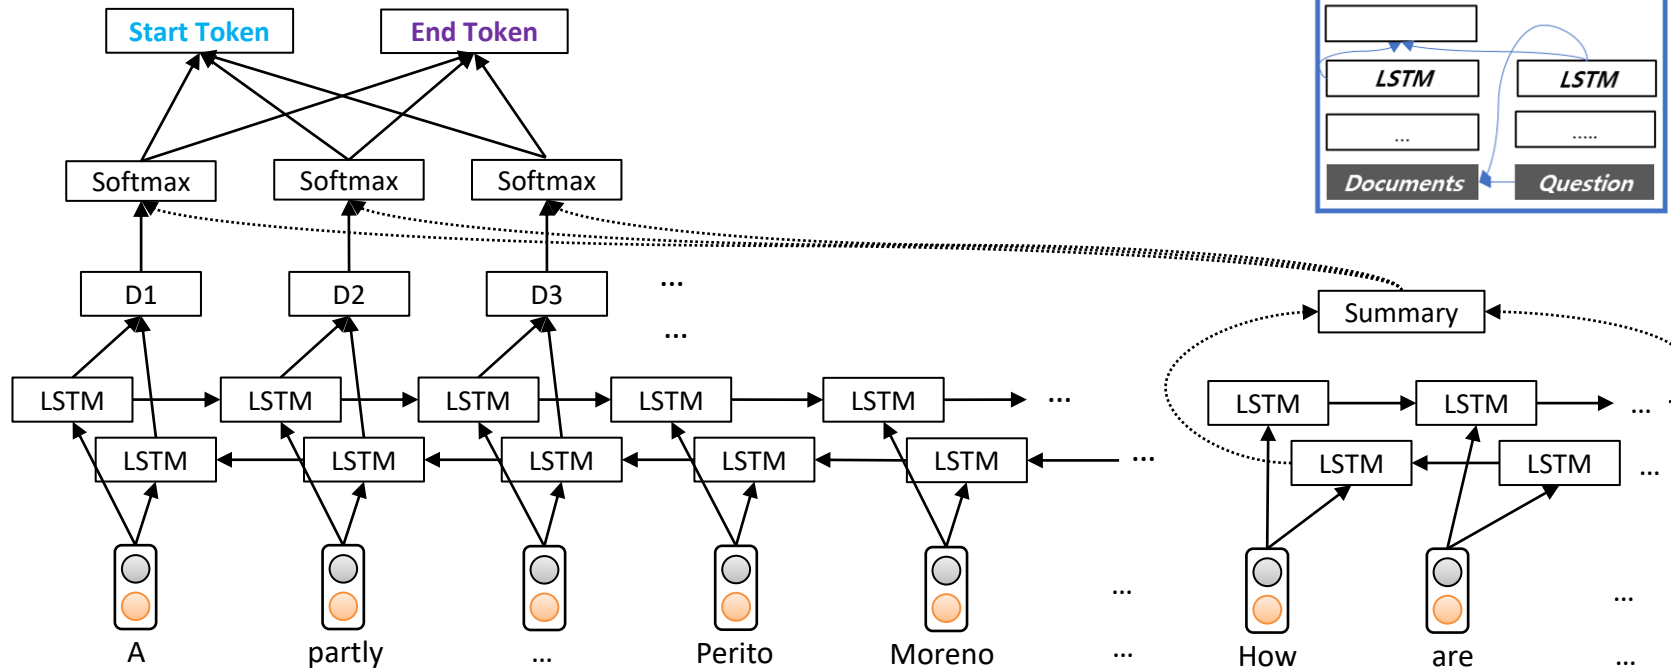 Start Token End Token
LSTM LSTM
... .....
Documents Question
Softmax Softmax Softmax
D1 D2 D3 ...
Summary
...
LSTM LSTM LSTM LSTM LSTM ... LSTM LSTM ...
LSTM LSTM LSTM LSTM LSTM ... LSTM LSTM ...
... ...
A partly ... Perito Moreno ... How are ...